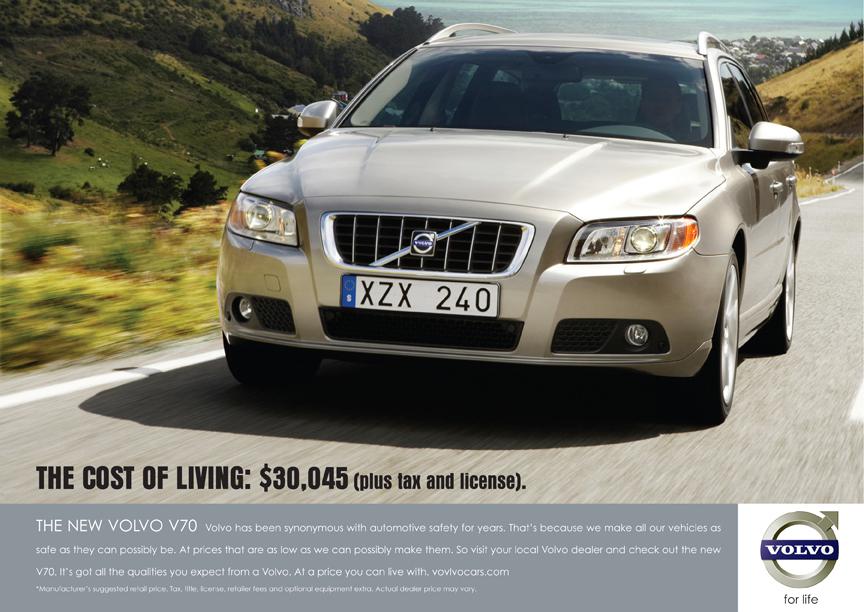 VOLVO
S
XZX 240
THE COST OF LIVING: $30,045 (plus tax and license).
THE NEW VOLVO V70 Volvo has been synonymous with automotive safety for years. That's because we make all our vehicles as
safe as they can possibly be. At prices that are as low as we can possibly make them. So visit your local Volvo dealer and check out the new
V70. It's got all the qualities you expect from a Volvo. At a price you can live with. vovlvocars.com
*Manufacturer's suggested retail price. Tax, title, license, retailer fees and optional equipment extra. Actual dealer price may vary.
VOLVO
for life